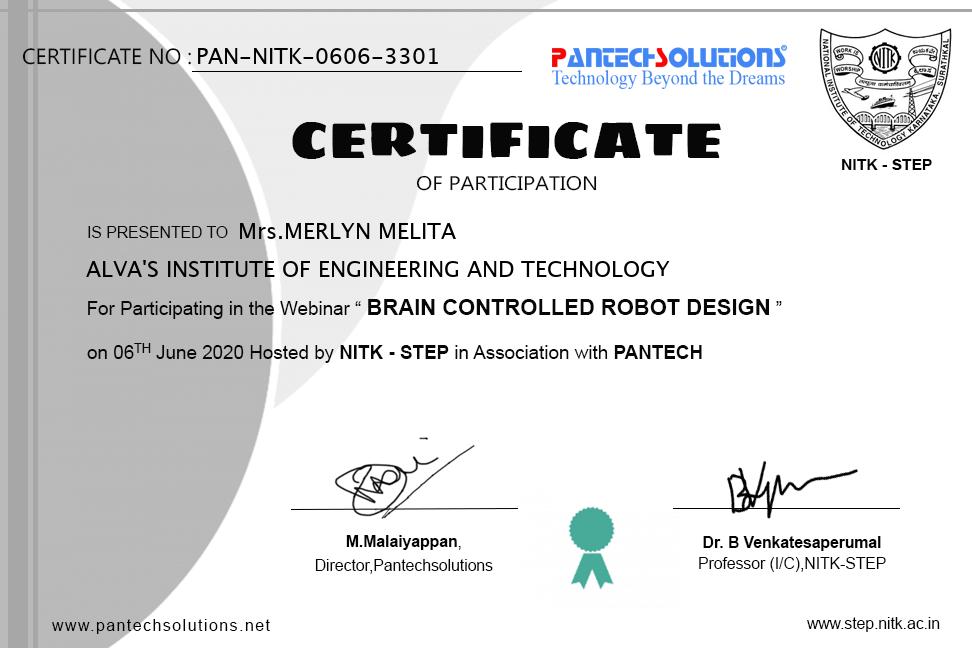 CERTIFICATE NO : PAN-NITK-0606-3301
PANTECHSOLUTIONS®
Technology Beyond the Dreams
NATIONAL INSTITUTE OF TECHNOLOGY KARNATAKA, SURATHKAL
WORK IS
WORSHIP
NITK
NITK - STEP
CERTIFICATE
OF PARTICIPATION
IS PRESENTED TO Mrs.MERLYN MELITA
ALVA'S INSTITUTE OF ENGINEERING AND TECHNOLOGY
For Participating in the Webinar “ BRAIN CONTROLLED ROBOT DESIGN ”
on 06TH June 2020 Hosted by NITK - STEP in Association with PANTECH
M.Malaiyappan,
Director,Pantechsolutions
Dr. B Venkatesaperumal
Professor (I/C),NITK-STEP
www.pantechsolutions.net
www.step.nitk.ac.in